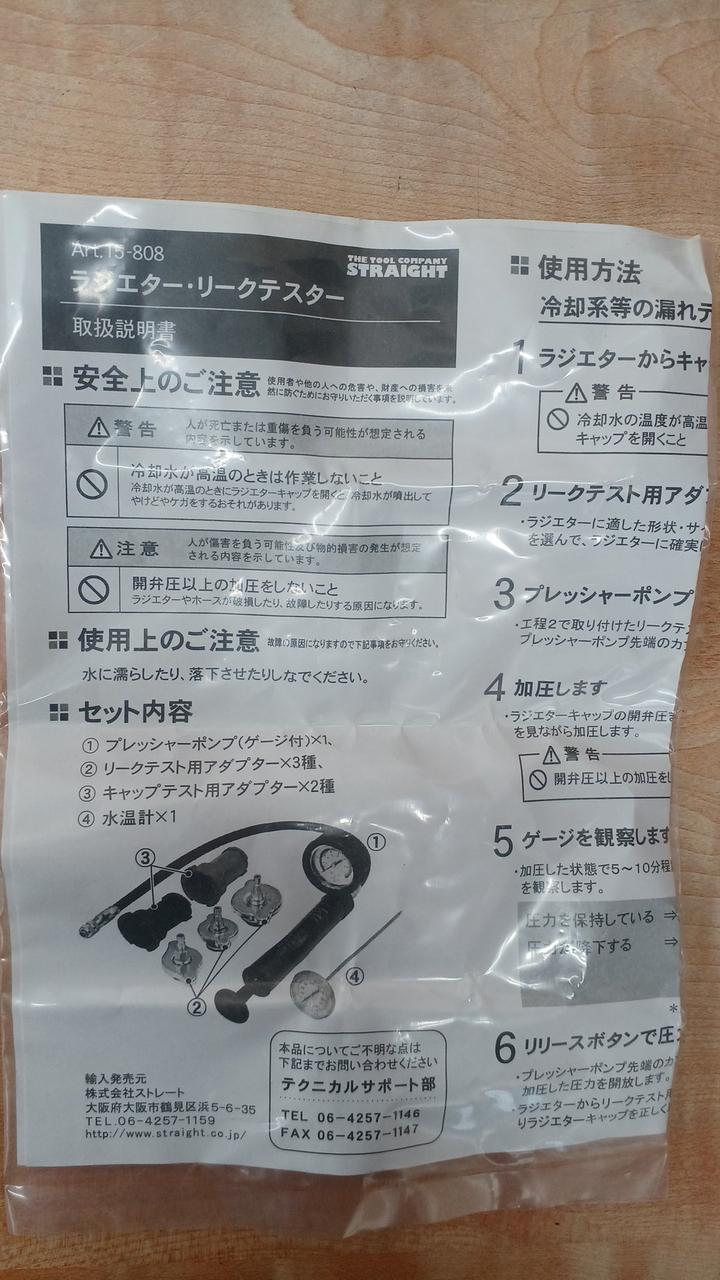 Art.15-808
THE TOOL COMPANY
STRAIGHT
ラジエター・リークテスター
取扱説明書
安全上のご注意 使用者や他の人への危害や、財産への損害を未
然に防ぐためにお守りいただく事項を説明しています。
警告 人が死亡または重傷を負う可能性が想定される
内容を示しています。
冷却水が高温のときは作業しないこと
冷却水が高温のときにラジエターキャップを開くと、冷却水が噴出して
やけどやケガをするおそれがあります。
注意 人が傷害を負う可能性及び物的損害の発生が想定
される内容を示しています。
開弁圧以上の加圧をしないこと
ラジエターやホースが破損したり、故障したりする原因になります。
使用上のご注意 故障の原因になりますので下記事項をお守りください。
水に濡らしたり、落下させたりしなでください。
セット内容
① プレッシャーポンプ(ゲージ付)×1、
② リークテスト用アダプター×3種、
③ キャップテスト用アダプター×2種
④ 水温計×1
①
③
④
②
輸入発売元
株式会社ストレート
大阪府大阪市鶴見区浜5-6-35
TEL.06-4257-1159
http://www.straight.co.jp/
本品についてご不明な点は
下記までお問い合わせください
テクニカルサポート部
TEL 06-4257-1146
FAX 06-4257-1147
使用方法
冷却系等の漏れテ
1 ラジエターからキャ
警告
冷却水の温度が高温
キャップを開くこと
2 リークテスト用アダプ
・ラジエターに適した形状・サ
を選んで、ラジエターに確実
3 プレッシャーポンプ
・工程2で取り付けたリークテ
プレッシャーポンプ先端のカ
4 加圧します
・ラジエターキャップの開弁圧
を見ながら加圧します。
警告
開弁圧以上の加圧を
5 ゲージを観察します
・加圧した状態で5～10分程
を観察します。
圧力を保持している ⇒
圧力が降下する ⇒
*
6 リリースボタンで圧
・プレッシャーポンプ先端のカ
加圧した圧力を開放します。
・ラジエターからリークテスト
りラジエターキャップを正しく